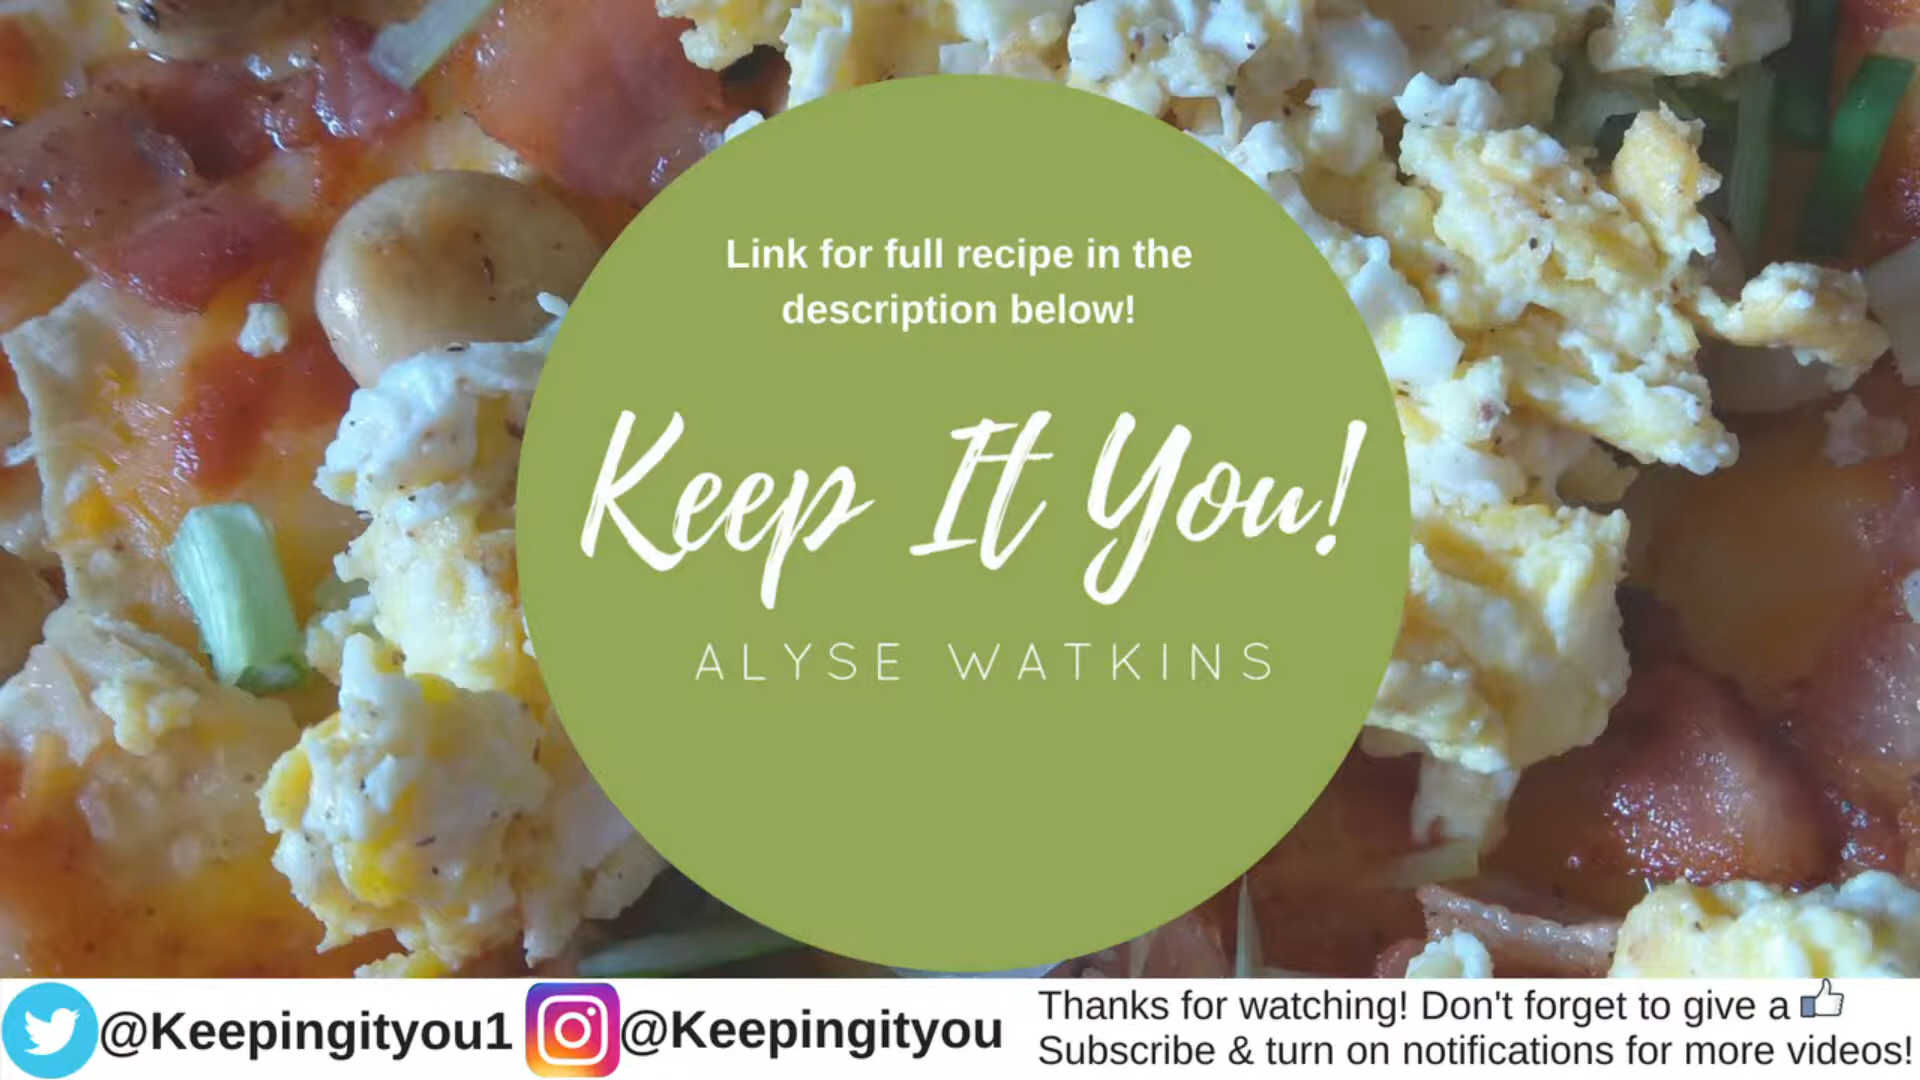 Link for full recipe in the
description below!
Keep It You!
ALYSE WATKINS
@Keepingityou1
@Keepingityou
Thanks for watching! Don't forget to give a
Subscribe & turn on notifications for more videos!